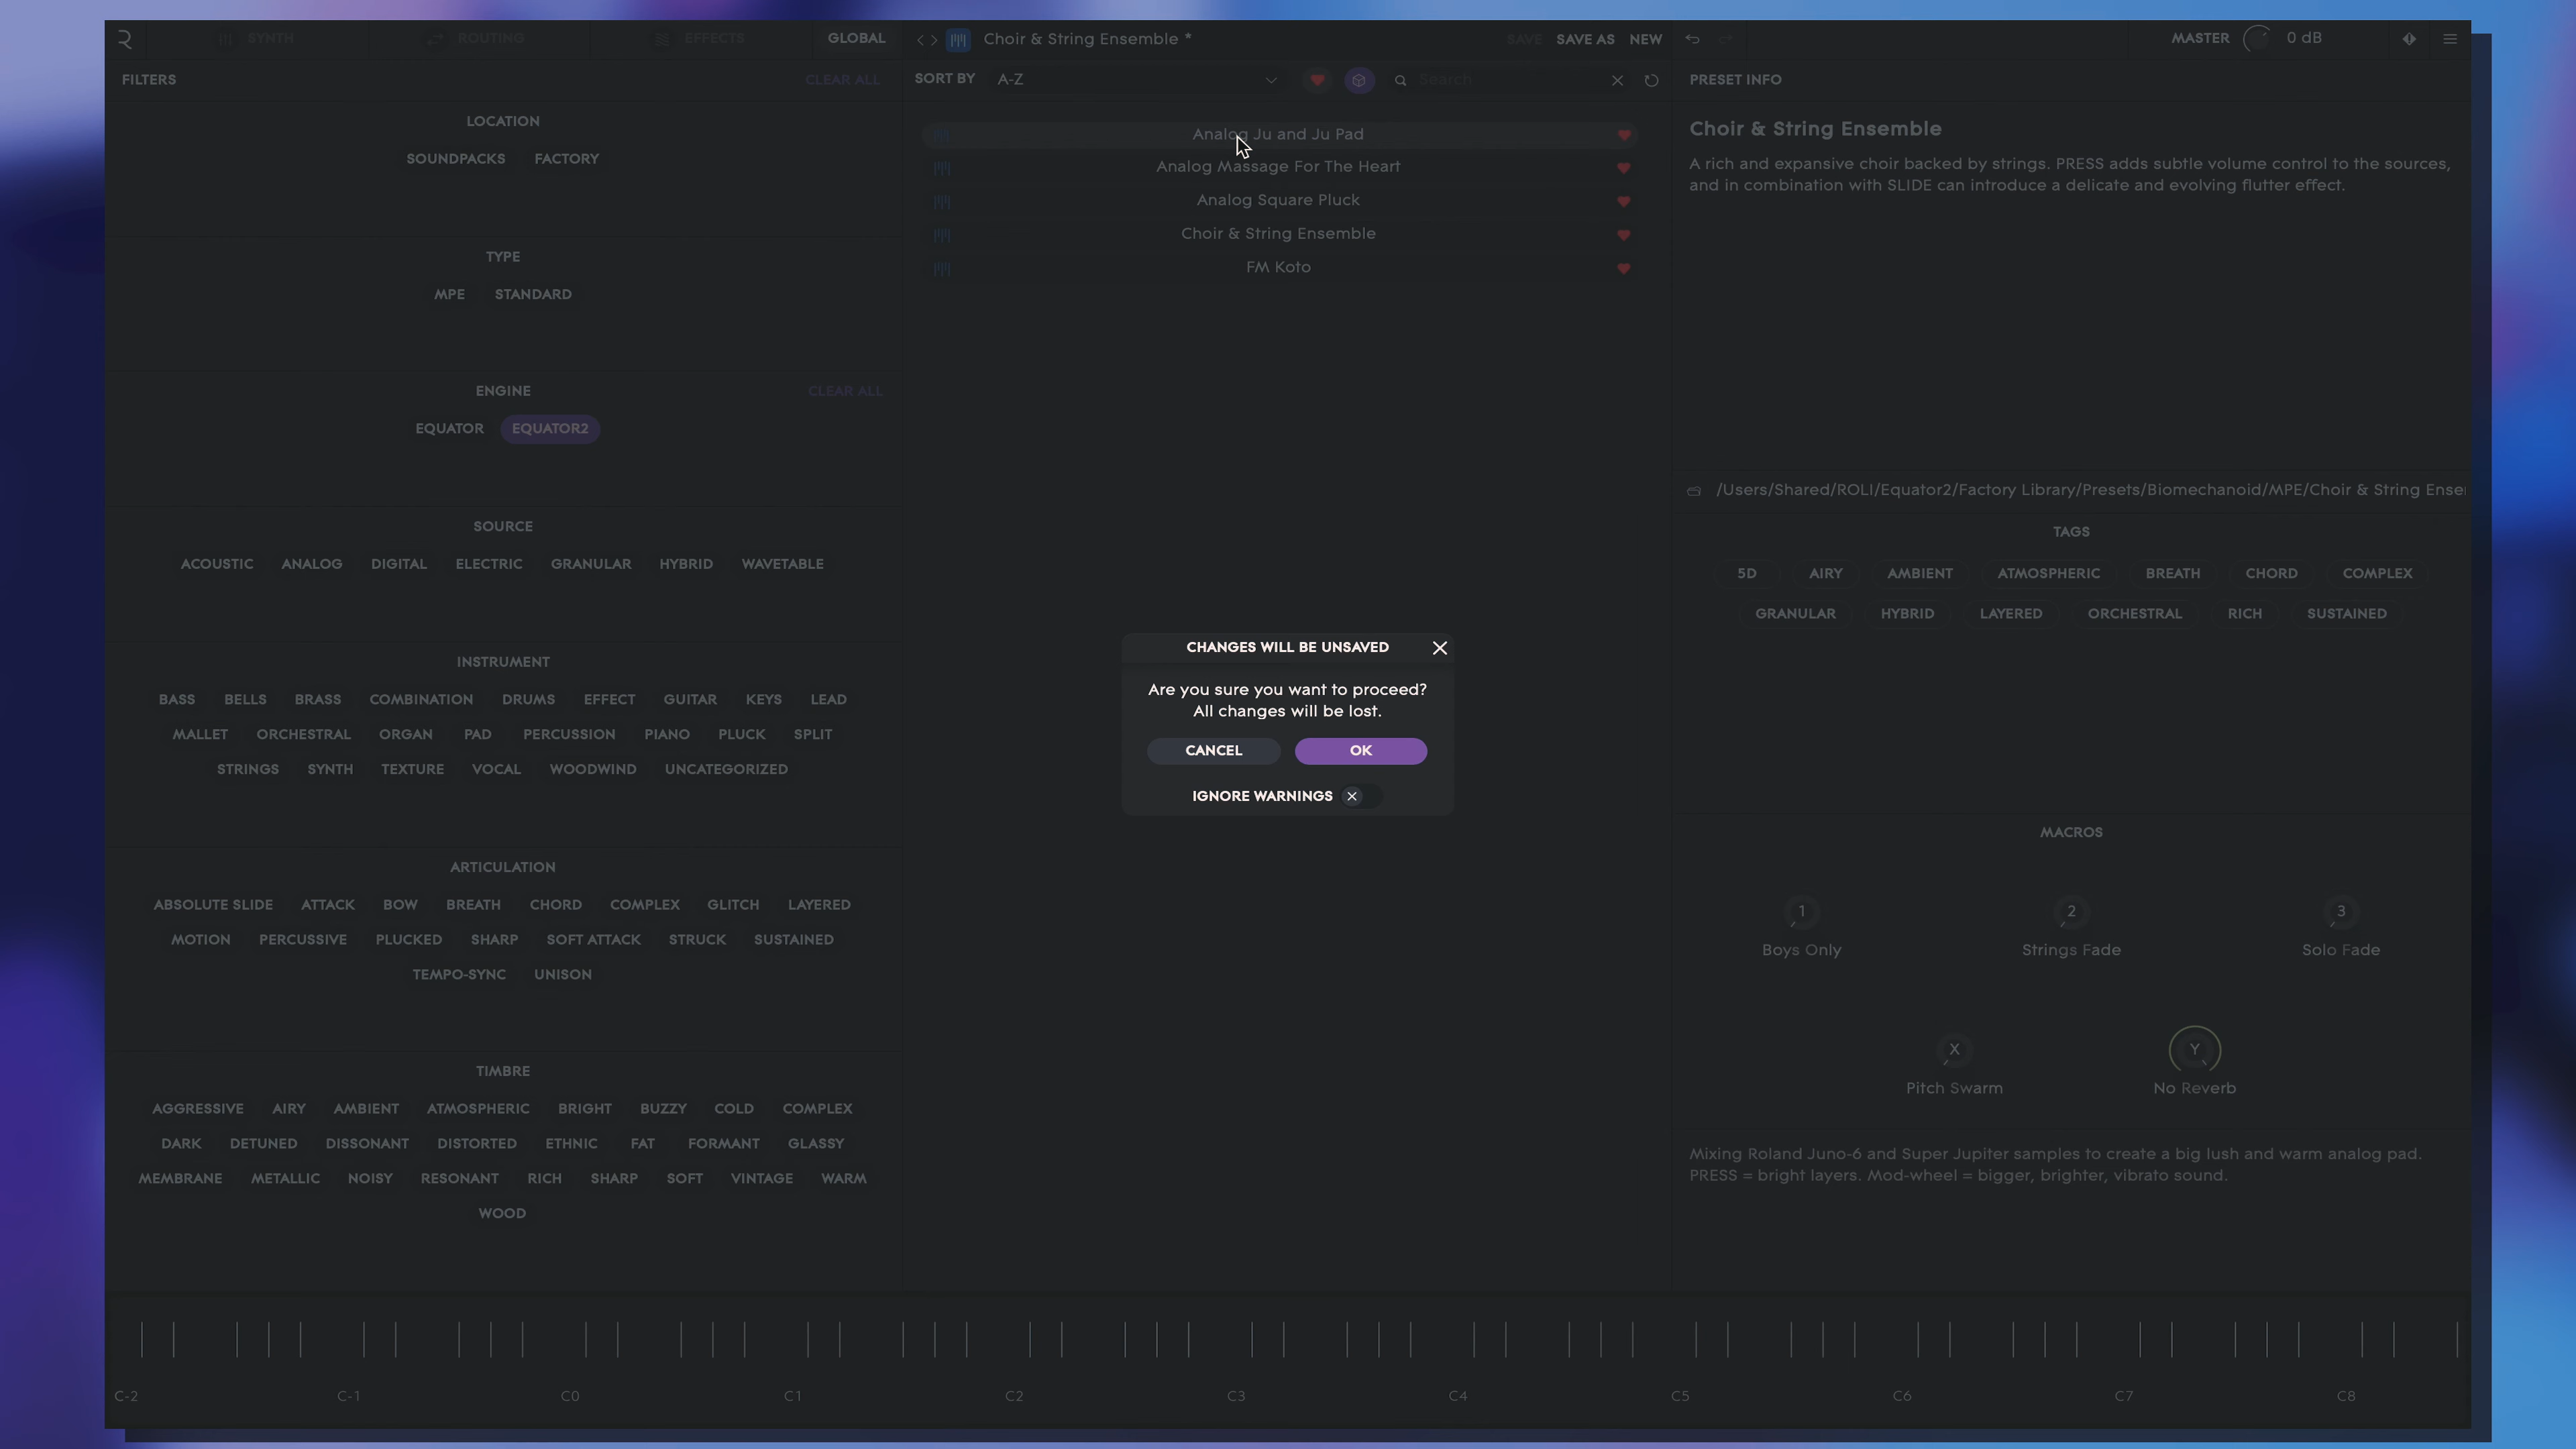 SYNTH ROUTING EFFECTS GLOBAL
Choir & String Ensemble * SAVE SAVE AS NEW
MASTER 0 dB
FILTERS CLEAR ALL
SORT BY A-Z Search
PRESET INFO
LOCATION
SOUNDPACKS FACTORY
TYPE
MPE STANDARD
ENGINE CLEAR ALL
EQUATOR EQUATOR2
SOURCE
ACOUSTIC ANALOG DIGITAL ELECTRIC GRANULAR HYBRID WAVETABLE
INSTRUMENT
BASS BELLS BRASS COMBINATION DRUMS EFFECT GUITAR KEYS LEAD
MALLET ORCHESTRAL ORGAN PAD PERCUSSION PIANO PLUCK SPLIT
STRINGS SYNTH TEXTURE VOCAL WOODWIND UNCATEGORIZED
ARTICULATION
ABSOLUTE SLIDE ATTACK BOW BREATH CHORD COMPLEX GLITCH LAYERED
MOTION PERCUSSIVE PLUCKED SHARP SOFT ATTACK STRUCK SUSTAINED
TEMPO-SYNC UNISON
TIMBRE
AGGRESSIVE AIRY AMBIENT ATMOSPHERIC BRIGHT BUZZY COLD COMPLEX
DARK DETUNED DISSONANT DISTORTED ETHNIC FAT FORMANT GLASSY
MEMBRANE METALLIC NOISY RESONANT RICH SHARP SOFT VINTAGE WARM
WOOD
Analog Ju and Ju Pad
Analog Massage For The Heart
Analog Square Pluck
Choir & String Ensemble
FM Koto
CHANGES WILL BE UNSAVED
Are you sure you want to proceed?
All changes will be lost.
CANCEL OK
IGNORE WARNINGS
Choir & String Ensemble
A rich and expansive choir backed by strings. PRESS adds subtle volume control to the sources,
and in combination with SLIDE can introduce a delicate and evolving flutter effect.
/Users/Shared/ROLI/Equator2/Factory Library/Presets/Biomechanoid/MPE/Choir & String Ense
TAGS
5D AIRY AMBIENT ATMOSPHERIC BREATH CHORD COMPLEX
GRANULAR HYBRID LAYERED ORCHESTRAL RICH SUSTAINED
MACROS
1 2 3
Boys Only Strings Fade Solo Fade
X Y
Pitch Swarm No Reverb
Mixing Roland Juno-6 and Super Jupiter samples to create a big lush and warm analog pad.
PRESS = bright layers. Mod-wheel = bigger, brighter, vibrato sound.
C-2 C-1 C0 C1 C2 C3 C4 C5 C6 C7 C8